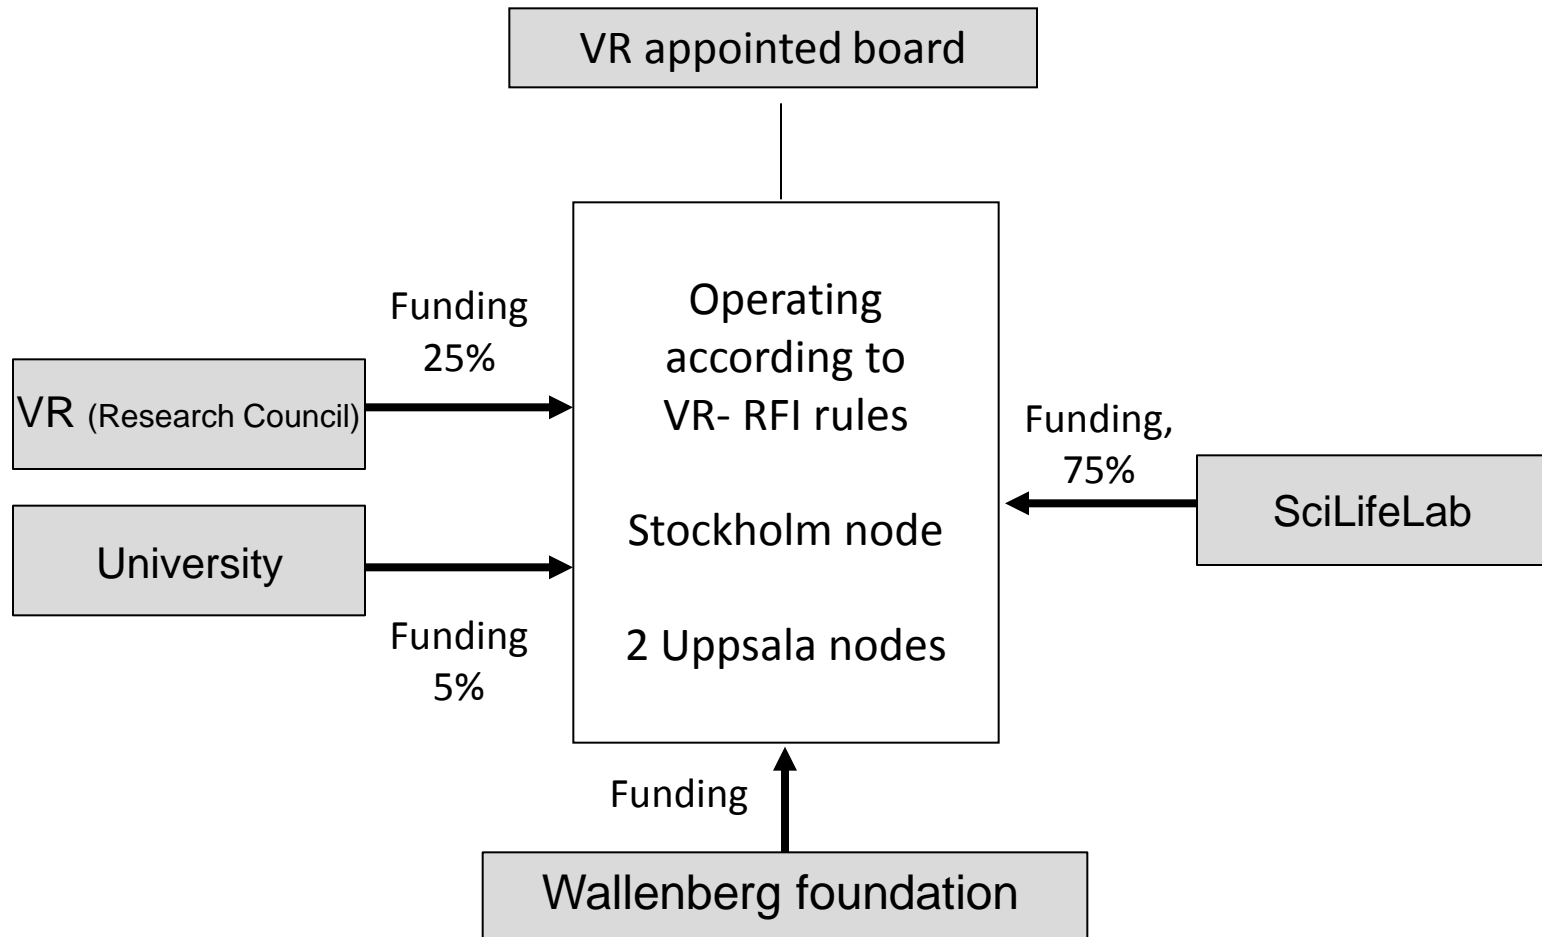 VR appointed board
Funding
25%
VR (Research Council)
University
Funding
5%
Operating
according to
VR- RFI rules
Stockholm node
2 Uppsala nodes
Funding,
75%
SciLifeLab
Funding
Wallenberg foundation